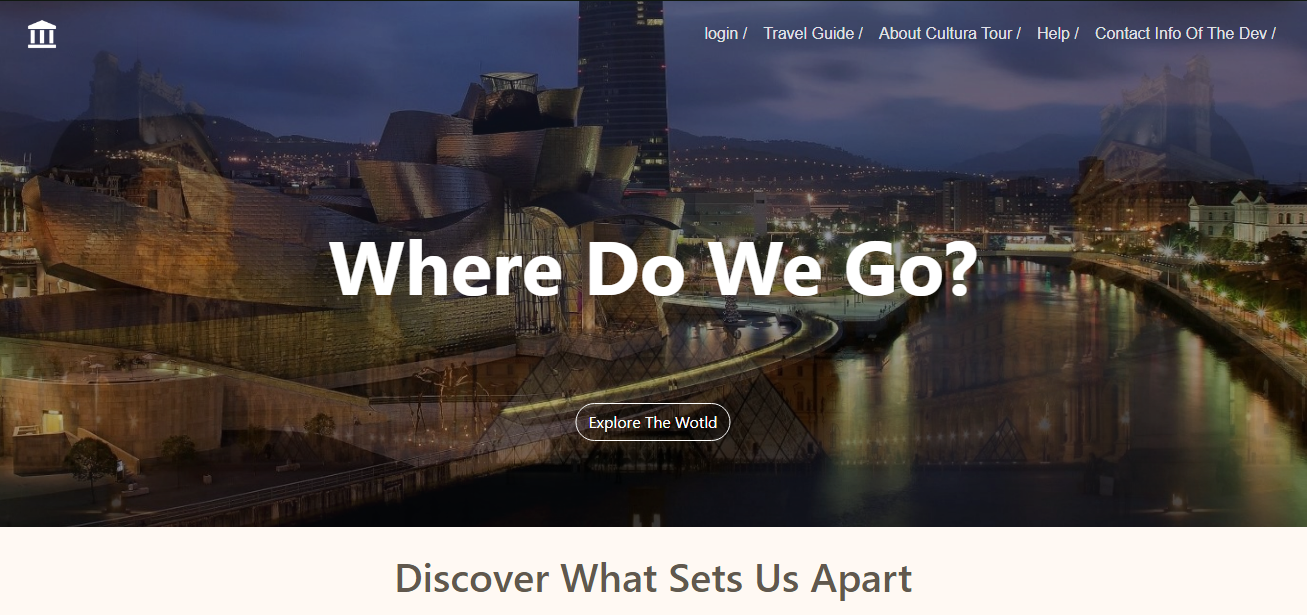 login / Travel Guide / About Cultura Tour / Help / Contact Info Of The Dev /
Where Do We Go?
Explore The Wotld
Discover What Sets Us Apart